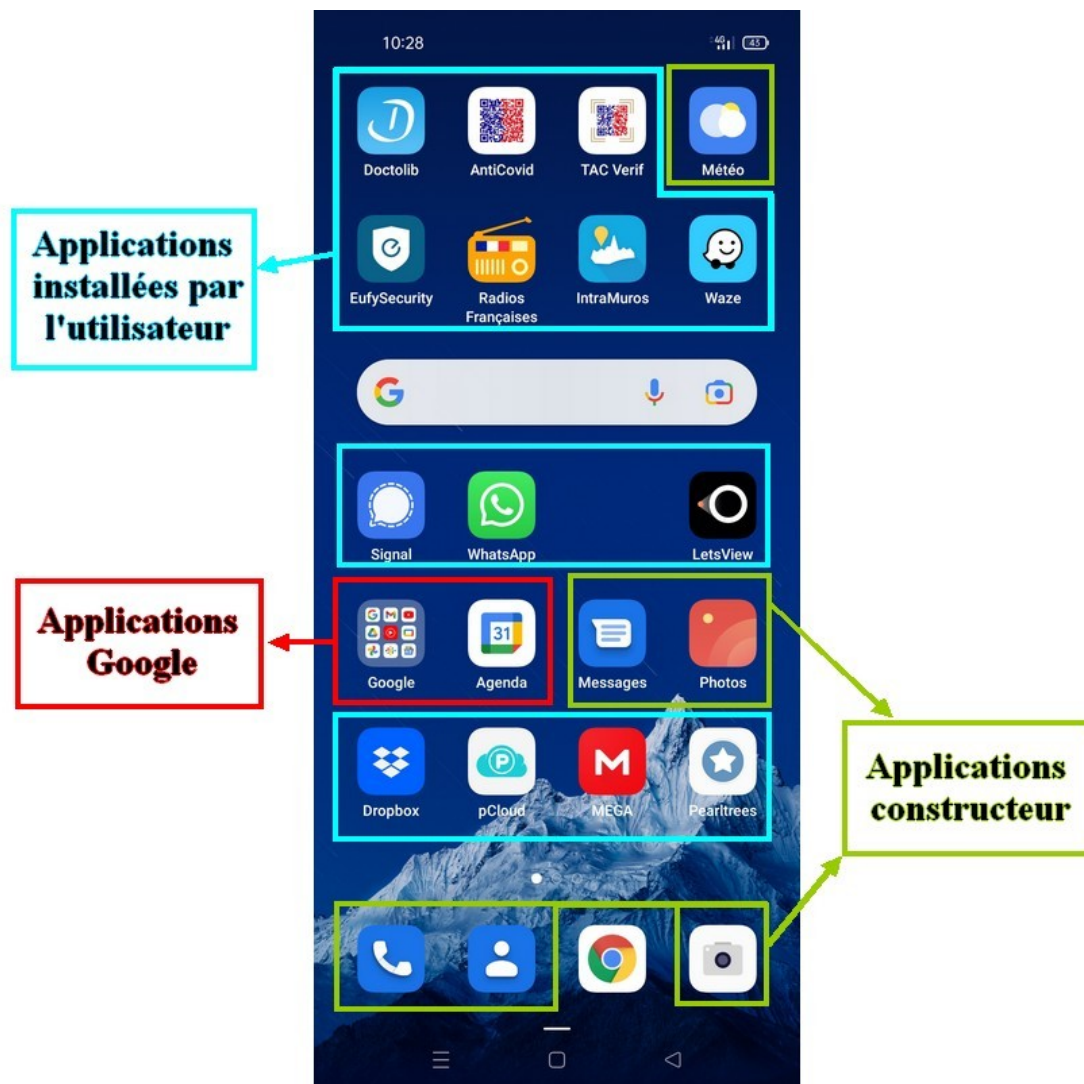 10:28
4G
45
Doctolib
AntiCovid
TAC Verif
Météo
Applications
installées par
l'utilisateur
EufySecurity
Radios
Françaises
IntraMuros
Waze
Signal
WhatsApp
LetsView
Applications
Google
31
Google
Agenda
Messages
Photos
Dropbox
pCloud
MEGA
Pearltrees
Applications
constructeur